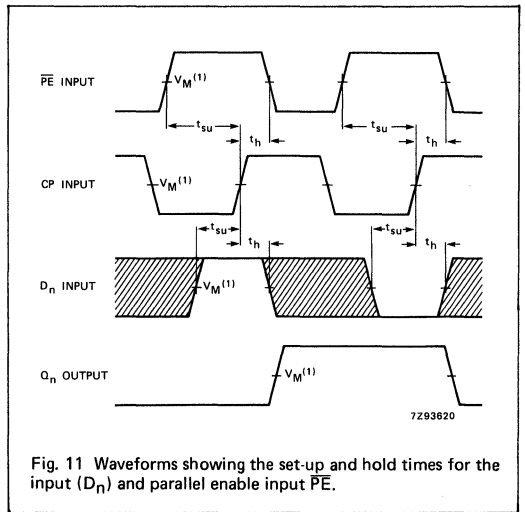 P̅E̅ INPUT
V_M(1)
t_su
t_h
t_su
t_h
CP INPUT
V_M(1)
t_su
t_h
t_su
t_h
D_n INPUT
V_M(1)
Q_n OUTPUT
V_M(1)
7Z93620
Fig. 11 Waveforms showing the set-up and hold times for the
input (D_n) and parallel enable input P̅E̅.